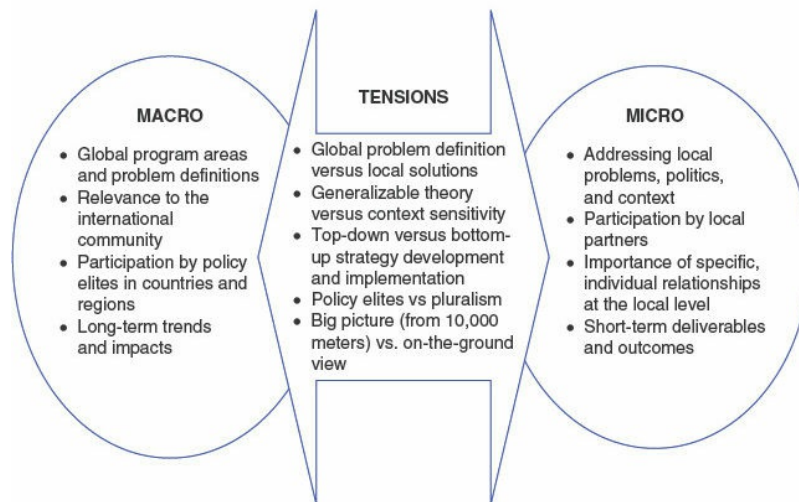 MACRO
• Global program areas
and problem definitions
• Relevance to the
international
community
• Participation by policy
elites in countries and
regions
• Long-term trends
and impacts
TENSIONS
• Global problem definition
versus local solutions
• Generalizable theory
versus context sensitivity
• Top-down versus bottom-
up strategy development
and implementation
• Policy elites vs pluralism
• Big picture (from 10,000
meters) vs. on-the-ground
view
MICRO
• Addressing local
problems, politics,
and context
• Participation by local
partners
• Importance of specific,
individual relationships
at the local level
• Short-term deliverables
and outcomes